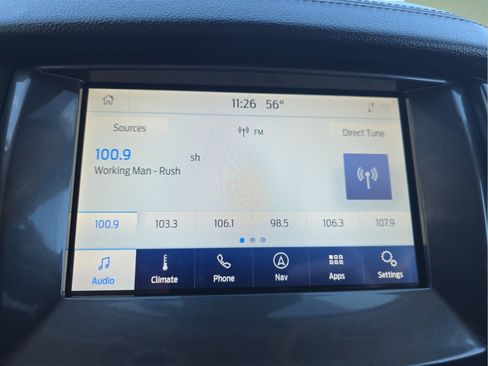 11:26 56°
Sources
FM
Direct Tune
100.9
sh
Working Man - Rush
100.9 103.3 106.1 98.5 106.3 107.9
Audio Climate Phone Nav Apps Settings